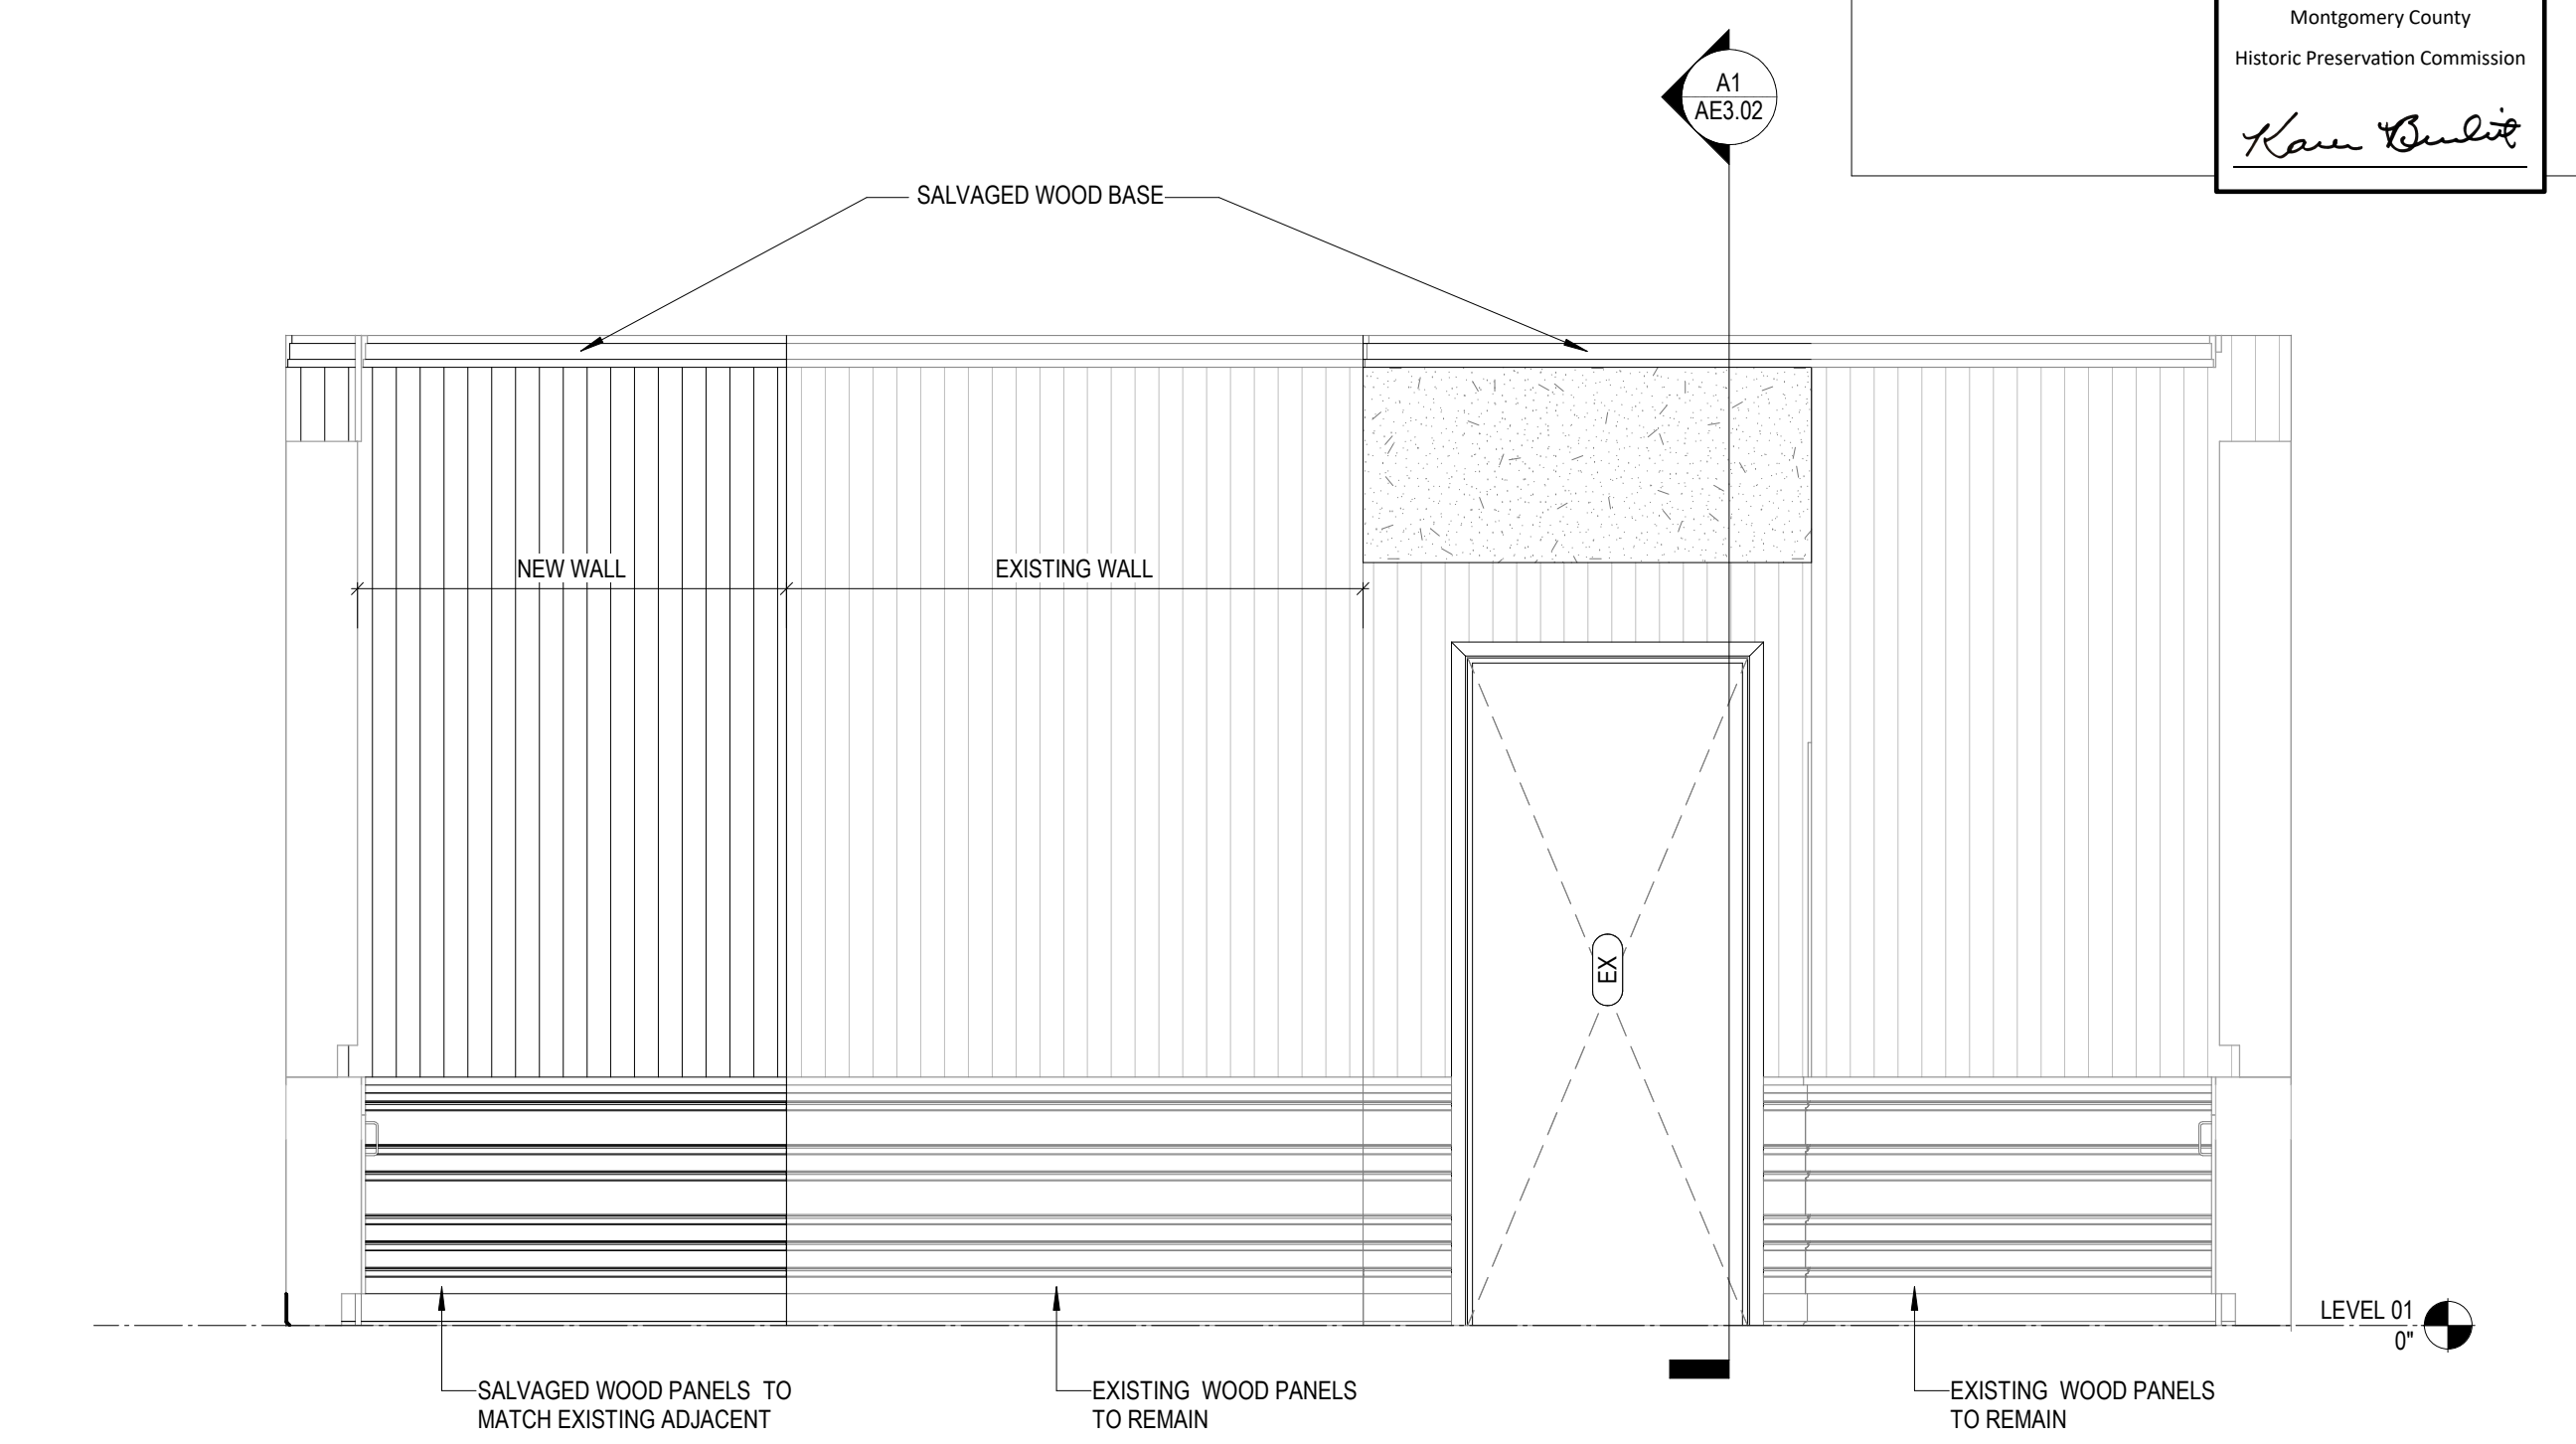 Montgomery County
Historic Preservation Commission
A1
AE3.02
SALVAGED WOOD BASE
NEW WALL
EXISTING WALL
EX
LEVEL 01
0"
SALVAGED WOOD PANELS TO
MATCH EXISTING ADJACENT
EXISTING WOOD PANELS
TO REMAIN
EXISTING WOOD PANELS
TO REMAIN